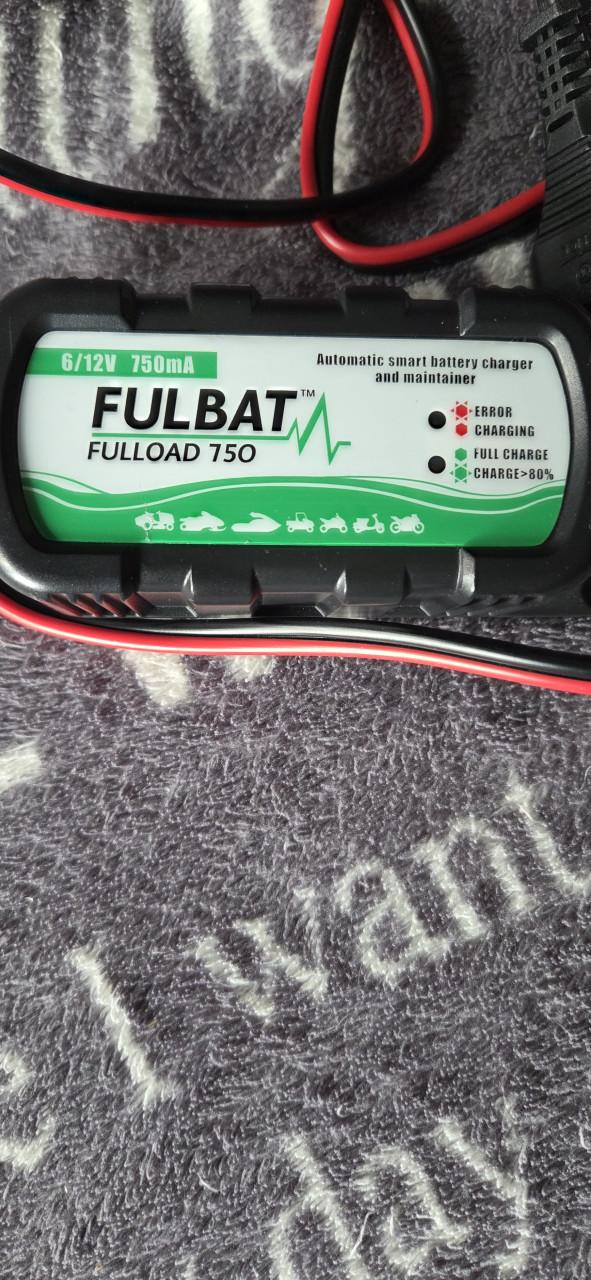 6/12V 750mA
Automatic smart battery charger
and maintainer
FULBAT™
FULLOAD 750
ERROR
CHARGING
FULL CHARGE
CHARGE>80%
I want
day